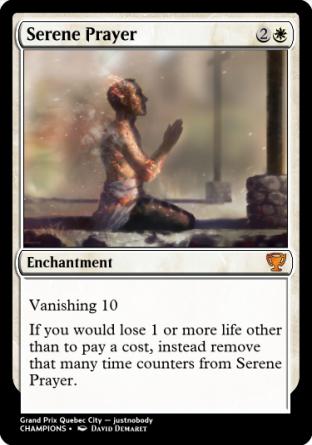 Serene Prayer 2
Enchantment
Vanishing 10
If you would lose 1 or more life other
than to pay a cost, instead remove
that many time counters from Serene
Prayer.
Grand Prix Quebec City — justnobody
CHAMPIONS • David Demaret